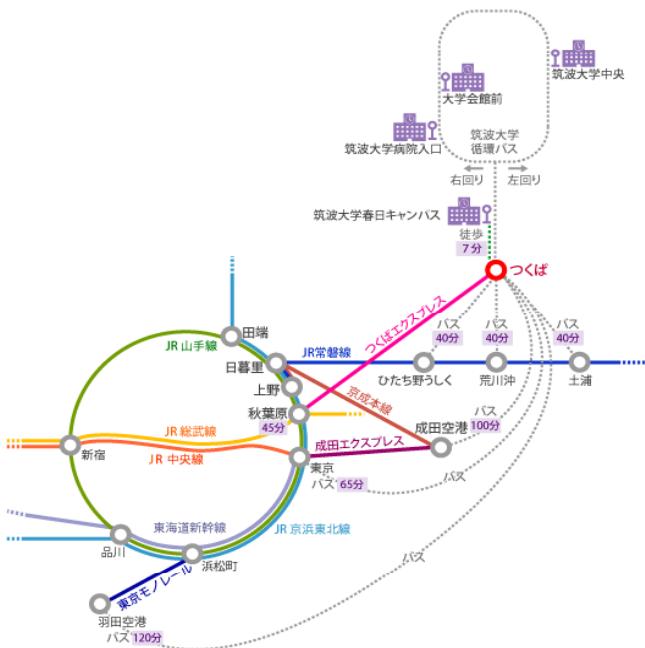 筑波大学中央
大学会館前
筑波大学病院入口
筑波大学
循環バス
右回り
左回り
筑波大学春日キャンパス
徒歩
7分
つくば
つくばエクスプレス
バス
40分
バス
40分
バス
40分
田端
JR 山手線
日暮里
JR常磐線
ひたち野うしく
荒川沖
土浦
上野
京成本線
秋葉原
45分
JR 総武線
成田空港
バス
100分
成田エクスプレス
新宿
JR 中央線
東京
バス 65分
バス
東海道新幹線
JR 京浜東北線
品川
浜松町
バス
東京モノレール
羽田空港
バス 120分